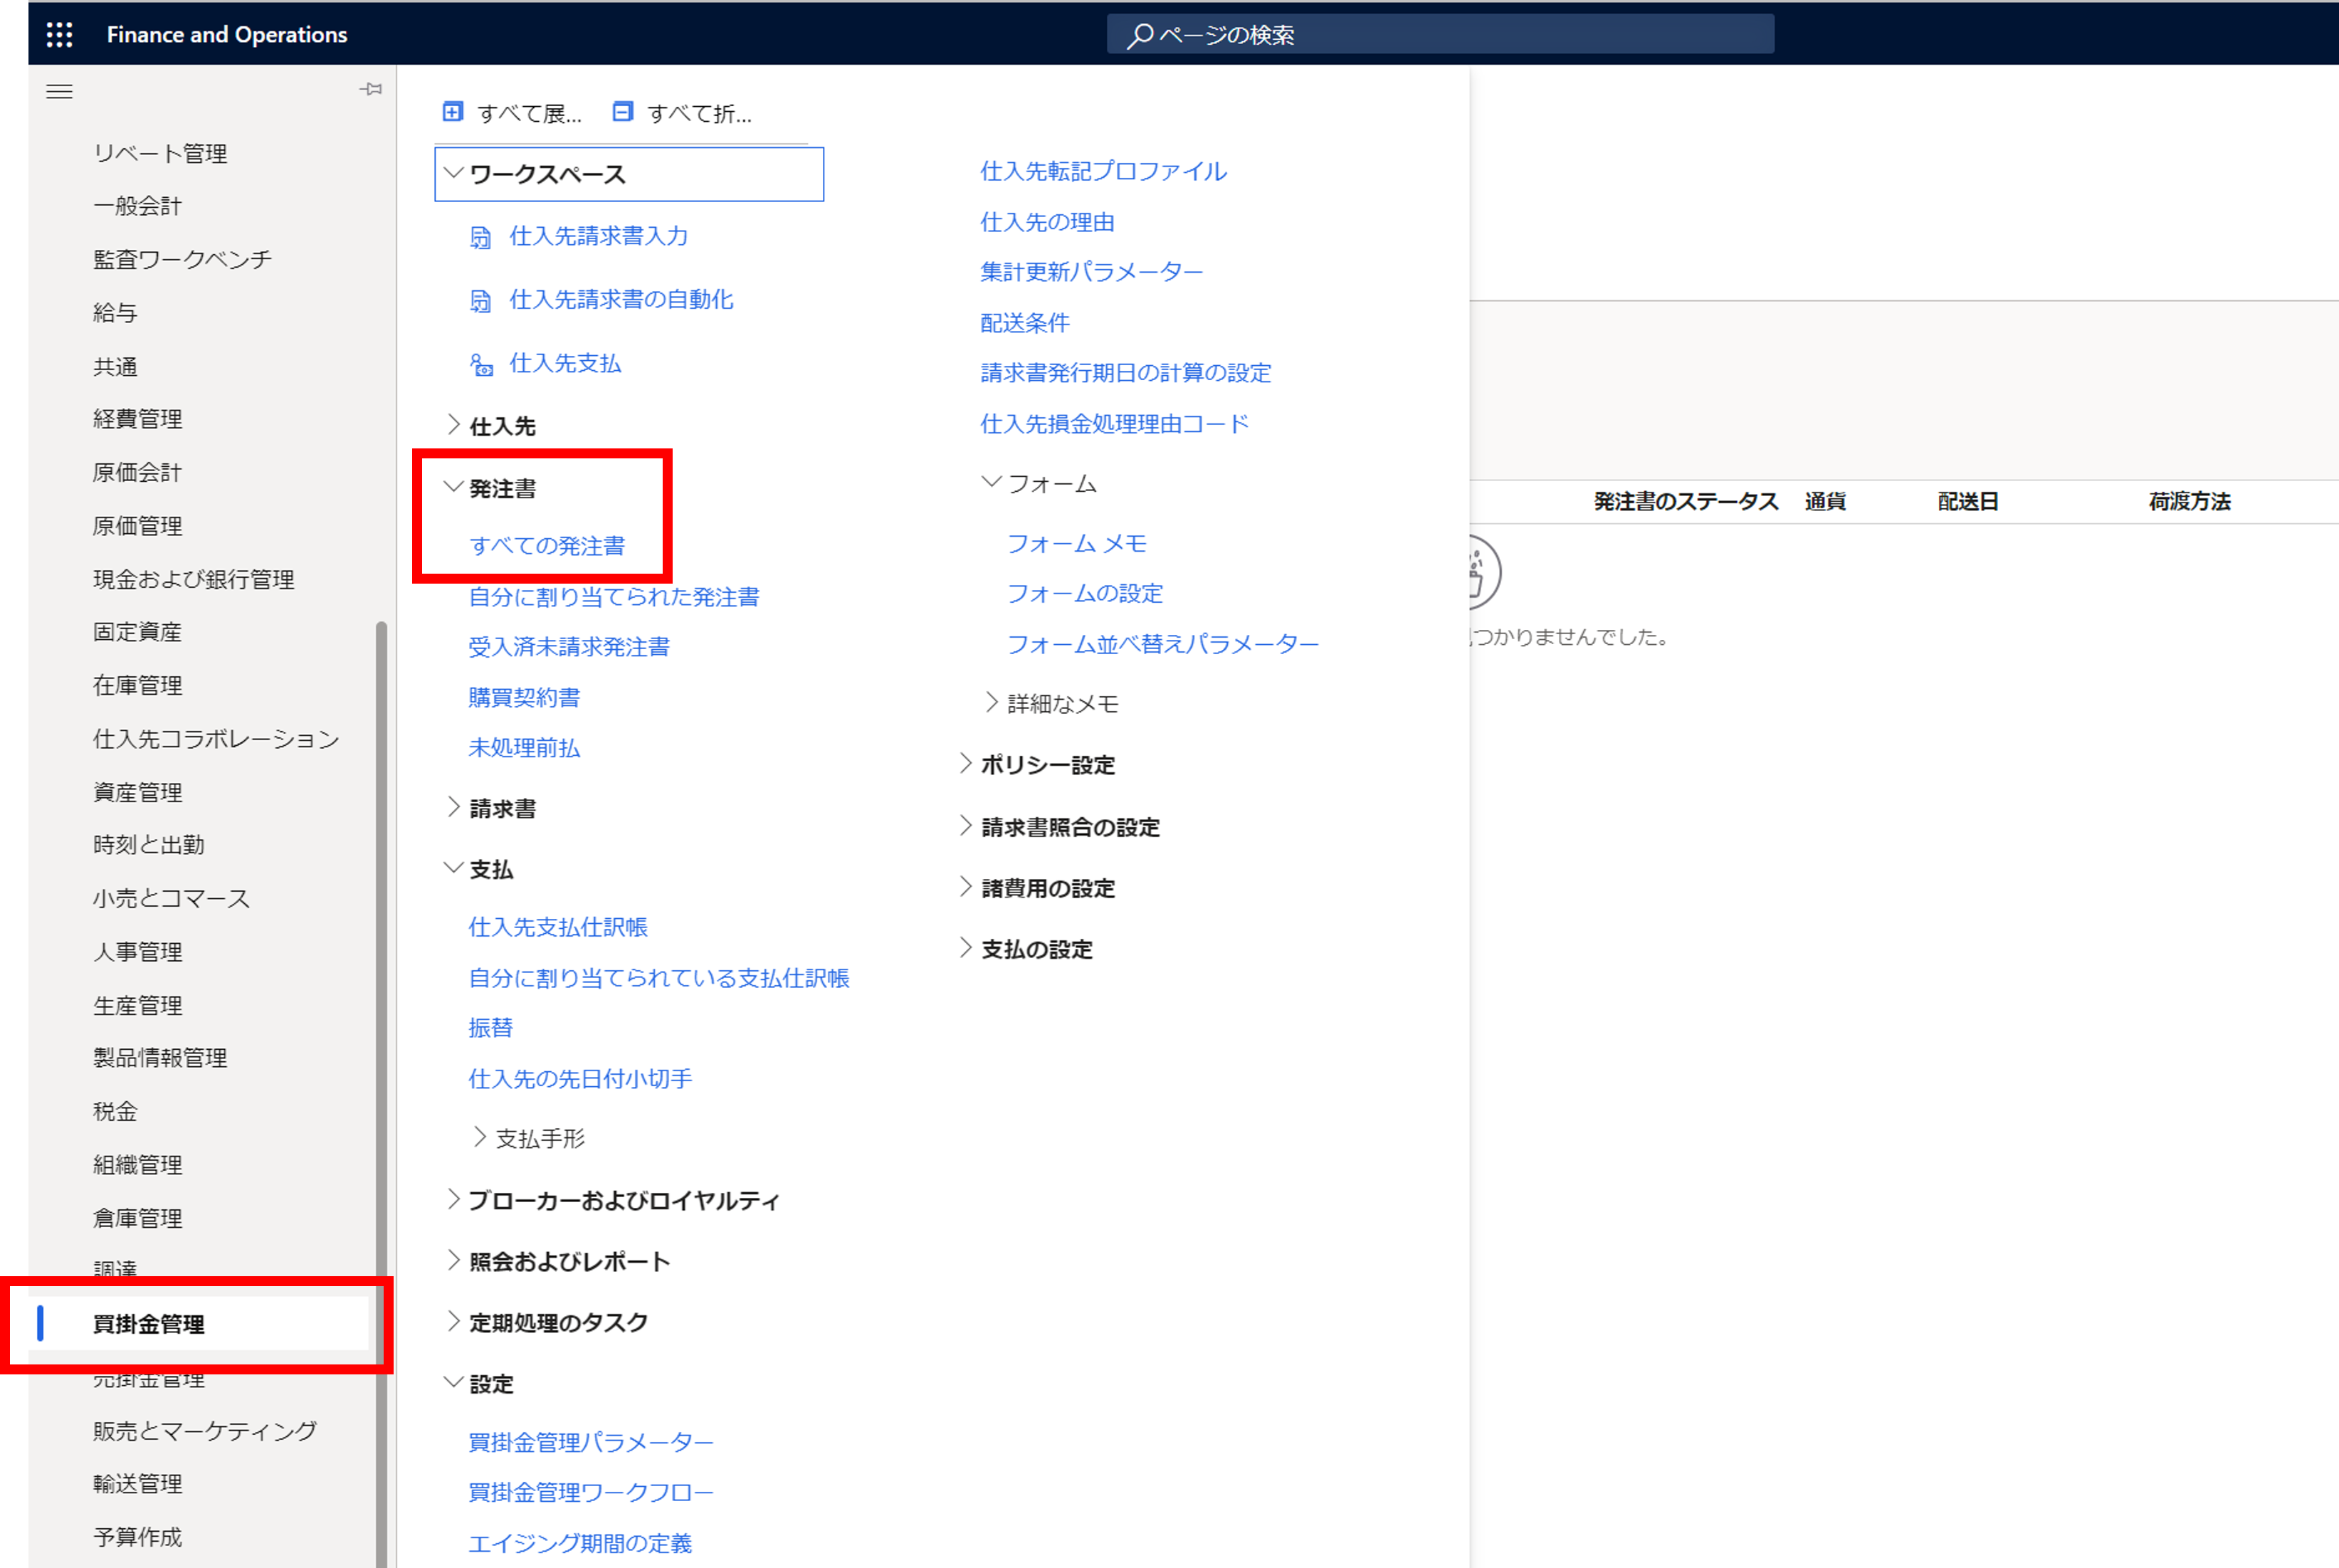 Finance and Operations
ページの検索
リベート管理
一般会計
監査ワークベンチ
給与
共通
経費管理
原価会計
原価管理
現金および銀行管理
固定資産
在庫管理
仕入先コラボレーション
資産管理
時刻と出勤
小売とコマース
人事管理
生産管理
製品情報管理
税金
組織管理
倉庫管理
調達
買掛金管理
売掛金管理
販売とマーケティング
輸送管理
予算作成
すべて展...
すべて折...
ワークスペース
仕入先請求書入力
仕入先請求書の自動化
仕入先支払
仕入先
発注書
すべての発注書
自分に割り当てられた発注書
受入済未請求発注書
購買契約書
未処理前払
請求書
支払
仕入先支払仕訳帳
自分に割り当てられている支払仕訳帳
振替
仕入先の先日付小切手
支払手形
ブローカーおよびロイヤルティ
照会およびレポート
定期処理のタスク
設定
買掛金管理パラメーター
買掛金管理ワークフロー
エイジング期間の定義
仕入先転記プロファイル
仕入先の理由
集計更新パラメーター
配送条件
請求書発行期日の計算の設定
仕入先損金処理理由コード
フォーム
フォーム メモ
フォームの設定
フォーム並べ替えパラメーター
詳細なメモ
ポリシー設定
請求書照合の設定
諸費用の設定
支払の設定
発注書のステータス 通貨 配送日 荷渡方法
つかりませんでした。